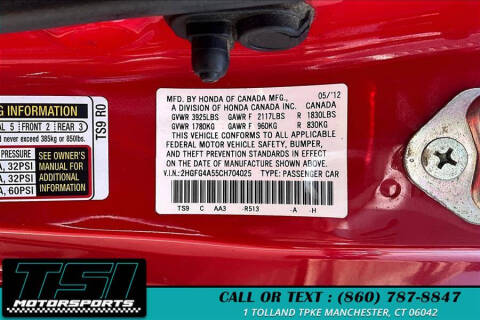 G INFORMATION
AL 5 FRONT 2 REAR 3
d never exceed 385kg or 850lbs.
PRESSURE
A, 32PSI
A, 32PSI
A, 60PSI
SEE OWNER'S
MANUAL FOR
ADDITIONAL
INFORMATION
TS9 R0
MFD. BY HONDA OF CANADA MFG., 05/'12
A DIVISION OF HONDA CANADA INC. CANADA
GVWR 3925LBS GAWR F 2117LBS R 1830LBS
GVWR 1780KG GAWR F 960KG R 830KG
THIS VEHICLE CONFORMS TO ALL APPLICABLE
FEDERAL MOTOR VEHICLE SAFETY, BUMPER,
AND THEFT PREVENTION STANDARDS IN EFFECT
ON THE DATE OF MANUFACTURE SHOWN ABOVE.
V.I.N.: 2HGFG4A55CH704025 TYPE: PASSENGER CAR
TS9 C AA3 -R513 -A -H
TSI
MOTORSPORTS
CALL OR TEXT : (860) 787-8847
1 TOLLAND TPKE MANCHESTER, CT 06042